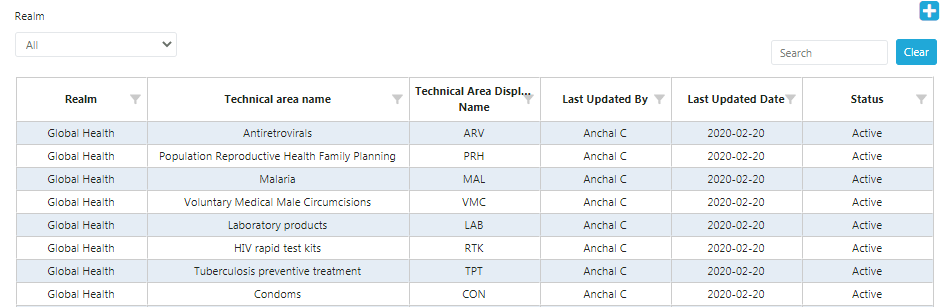 Realm
All
Search
Clear
Realm Technical area name Technical Area Displ... Name Last Updated By Last Updated Date Status
Global Health Antiretrovirals ARV Anchal C 2020-02-20 Active
Global Health Population Reproductive Health Family Planning PRH Anchal C 2020-02-20 Active
Global Health Malaria MAL Anchal C 2020-02-20 Active
Global Health Voluntary Medical Male Circumcisions VMC Anchal C 2020-02-20 Active
Global Health Laboratory products LAB Anchal C 2020-02-20 Active
Global Health HIV rapid test kits RTK Anchal C 2020-02-20 Active
Global Health Tuberculosis preventive treatment TPT Anchal C 2020-02-20 Active
Global Health Condoms CON Anchal C 2020-02-20 Active